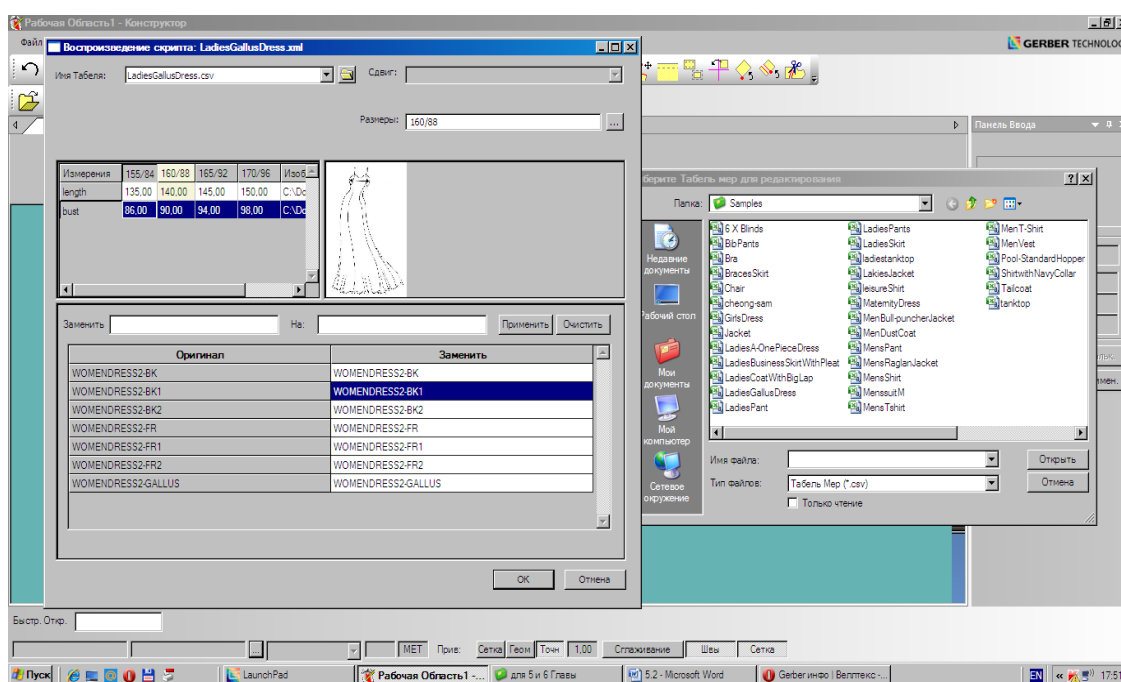 Рабочая Область1 - Конструктор
Файл
GERBER TECHNOLOG
Воспроизведение скрипта: LadiesGallusDress.xml
Имя Табеля: LadiesGallusDress.csv Сдвиг:
Размеры: 160/88 ...
Измерения 155/84 160/88 165/92 170/96 Изоб
length 135,00 140,00 145,00 150,00 C:\Dc
bust 86,00 90,00 94,00 98,00 C:\Dc
Заменить На: Применить Очистить
Оригинал Заменить
WOMENDRESS2-BK WOMENDRESS2-BK
WOMENDRESS2-BK1 WOMENDRESS2-BK1
WOMENDRESS2-BK2 WOMENDRESS2-BK2
WOMENDRESS2-FR WOMENDRESS2-FR
WOMENDRESS2-FR1 WOMENDRESS2-FR1
WOMENDRESS2-FR2 WOMENDRESS2-FR2
WOMENDRESS2-GALLUS WOMENDRESS2-GALLUS
OK Отмена
Панель Ввода
берите Табель мер для редактирования
Папка: Samples
Недавние документы
Рабочий стол
Мои документы
Мой компьютер
Сетевое окружение
6 X Blinds LadiesPants MenT-Shirt
BibPants LadiesSkirt MenVest
Bra ladiestanktop Pool-StandardHopper
BracesSkirt LakiesJacket ShirtwithNavyCollar
Chair leisureShirt Tailcoat
cheong-sam MaternityDress tanktop
GirlsDress MenBull-puncherJacket
Jacket MenDustCoat
LadiesA-OnePieceDress MensPant
LadiesBusinessSkirtWithPleat MensRaglanJacket
LadiesCoatWithBigLap MensShirt
LadiesGallusDress MenssuitM
LadiesPant MensTshirt
Имя файла: Открыть
Тип файлов: Табель Мер (*.csv) Отмена
Только чтение
Быстр. Откр.
... MET Прив: Сетка Геом Точн 1,00 Сглаживание Швы Сетка
Пуск LaunchPad Рабочая Область1 -... для 5 и 6 Главы 5.2 - Microsoft Word Gerber инфо | Веллтекс -... EN « 17:51